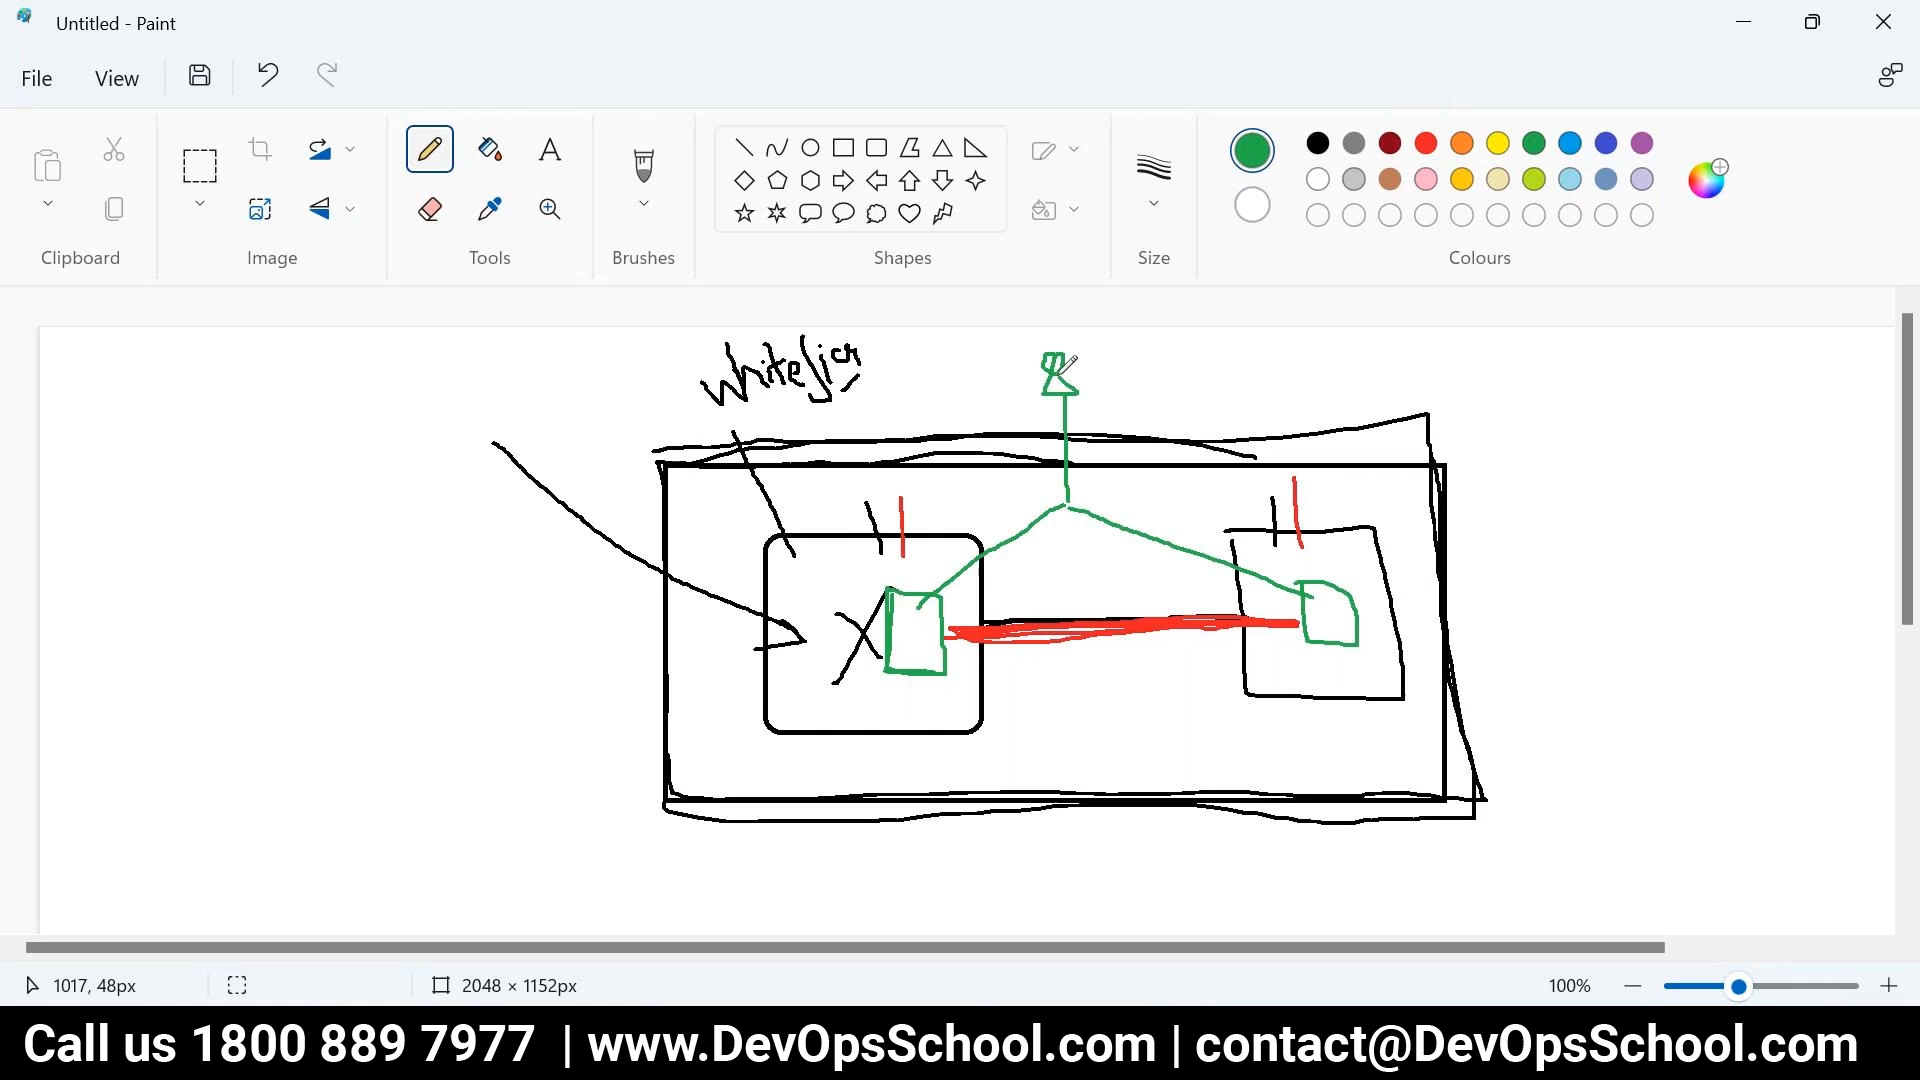 Untitled - Paint
File View
Clipboard Image Tools Brushes Shapes Size Colours
1017, 48px 2048 × 1152px 100%
Call us 1800 889 7977 | www.DevOpsSchool.com | contact@DevOpsSchool.com